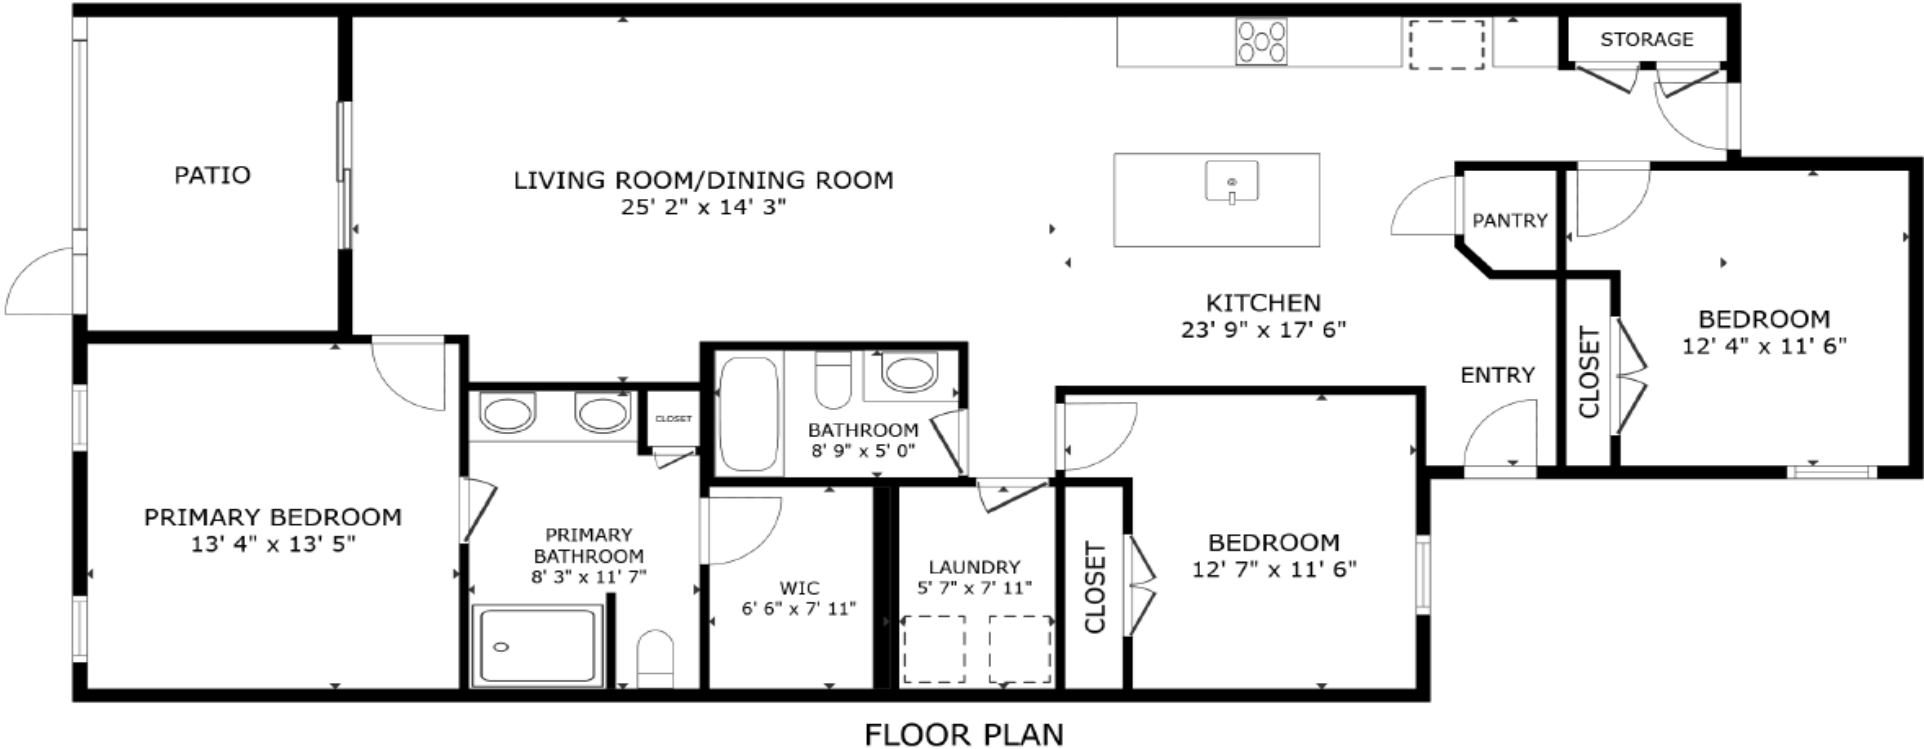 STORAGE
PATIO
LIVING ROOM/DINING ROOM
25' 2" x 14' 3"
PANTRY
KITCHEN
23' 9" x 17' 6"
BEDROOM
12' 4" x 11' 6"
ENTRY
CLOSET
CLOSET
BATHROOM
8' 9" x 5' 0"
PRIMARY BEDROOM
13' 4" x 13' 5"
PRIMARY
BATHROOM
8' 3" x 11' 7"
WIC
6' 6" x 7' 11"
LAUNDRY
5' 7" x 7' 11"
CLOSET
BEDROOM
12' 7" x 11' 6"
FLOOR PLAN